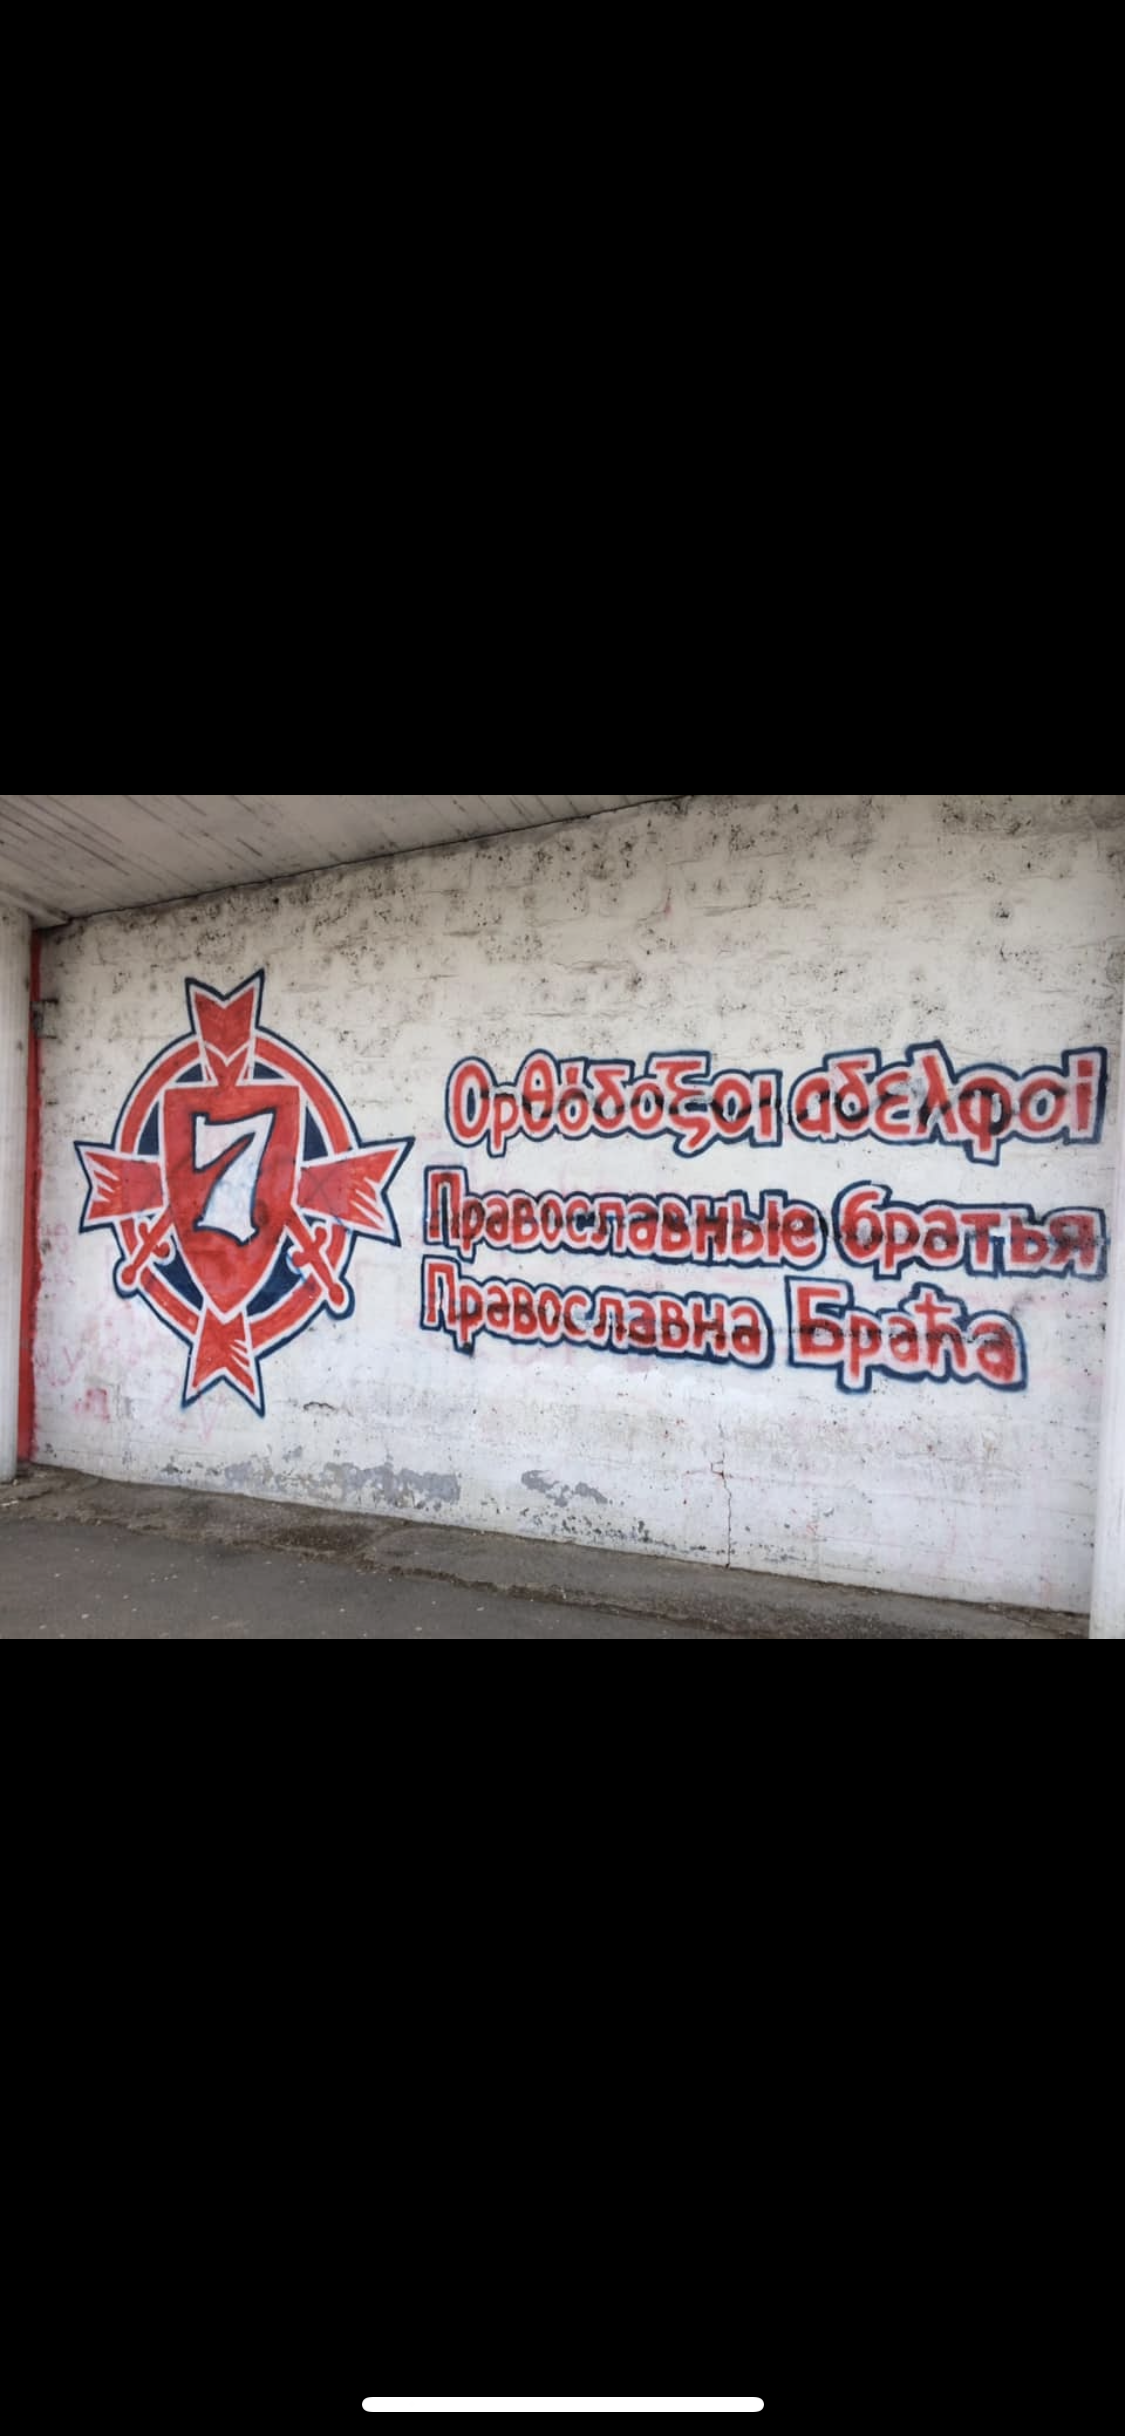 7
Ορθόδοξοι αδελφοί
Православные братья
Православна Браћа